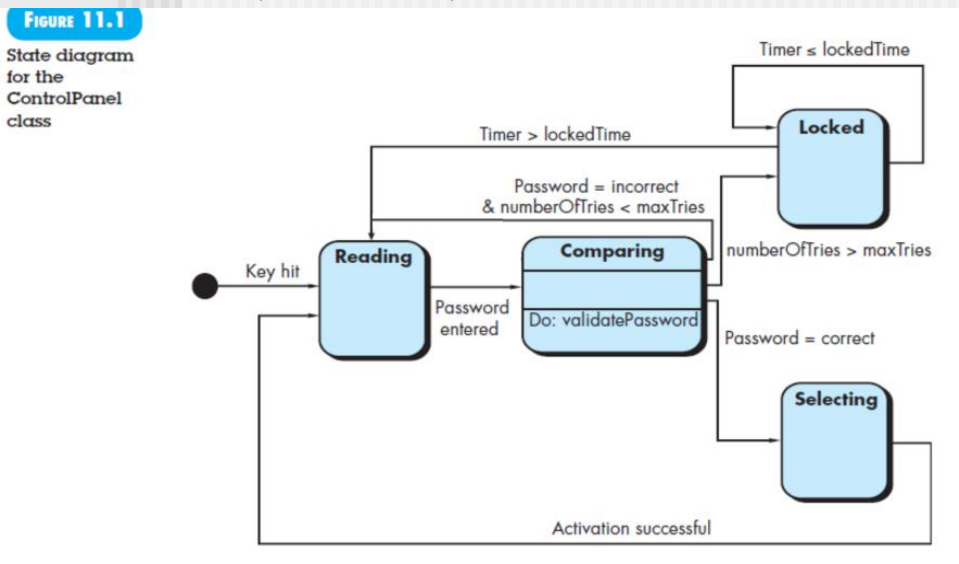 FIGURE 11.1
State diagram
for the
ControlPanel
class
Timer ≤ lockedTime
Locked
Timer > lockedTime
Password = incorrect
& numberOfTries < maxTries
numberOfTries > maxTries
Key hit
Reading
Password
entered
Comparing
Do: validatePassword
Password = correct
Selecting
Activation successful